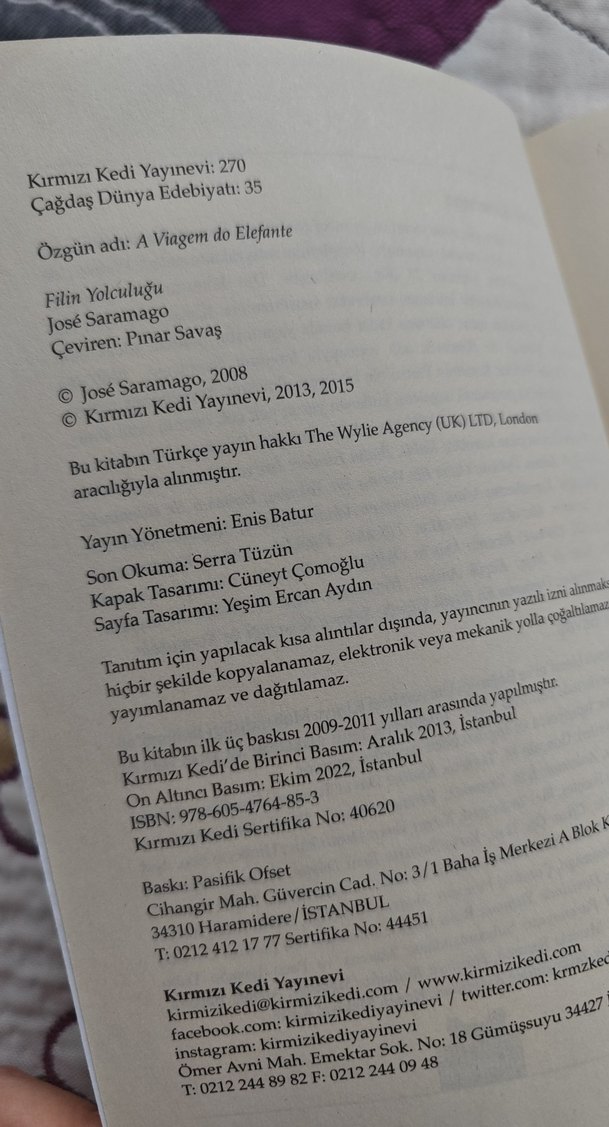 Kırmızı Kedi Yayınevi: 270
Çağdaş Dünya Edebiyatı: 35
Özgün adı: A Viagem do Elefante
Filin Yolculuğu
José Saramago
Çeviren: Pınar Savaş
© José Saramago, 2008
© Kırmızı Kedi Yayınevi, 2013, 2015
Bu kitabın Türkçe yayın hakkı The Wylie Agency (UK) LTD, London
aracılığıyla alınmıştır.
Yayın Yönetmeni: Enis Batur
Son Okuma: Serra Tüzün
Kapak Tasarımı: Cüneyt Çomoğlu
Sayfa Tasarımı: Yeşim Ercan Aydın
Tanıtım için yapılacak kısa alıntılar dışında, yayıncının yazılı izni
hiçbir şekilde kopyalanamaz, elektronik veya mekanik yolla çoğaltılamaz
yayımlanamaz ve dağıtılamaz.
Bu kitabın ilk üç baskısı 2009-2011 yılları arasında yapılmıştır.
Kırmızı Kedi'de Birinci Basım: Aralık 2013, İstanbul
On Altıncı Basım: Ekim 2022, İstanbul
ISBN: 978-605-4764-85-3
Kırmızı Kedi Sertifika No: 40620
Baskı: Pasifik Ofset
Cihangir Mah. Güvercin Cad. No: 3/1 Baha İş Merkezi A Blok
34310 Haramidere/İSTANBUL
T: 0212 412 17 77 Sertifika No: 44451
Kırmızı Kedi Yayınevi
kirmizikedi@kirmizikedi.com / www.kirmizikedi.com
facebook.com: kirmizikediyayinevi / twitter.com:
instagram: kirmizikediyayinevi
Ömer Avni Mah. Emektar Sok. No: 18 Gümüşsuyu 34427
T: 0212 244 89 82 F: 0212 244 09 48